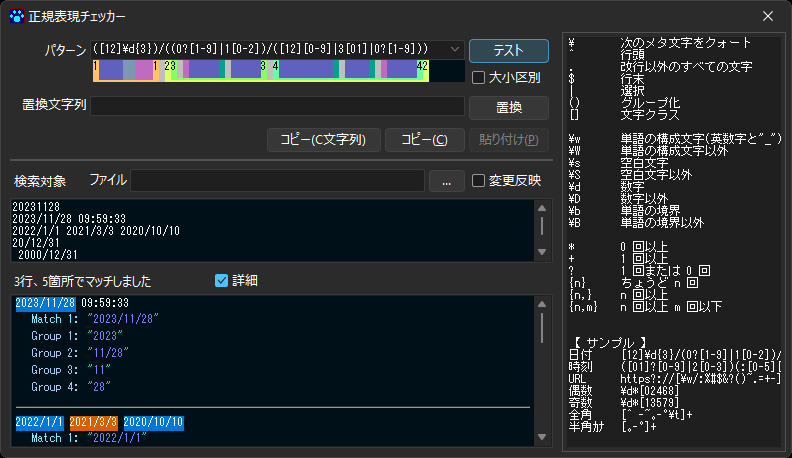 正規表現チェッカー
パターン ([12]¥d{3})/((0?[1-9]|1[0-2])/([12][0-9]|3[01]|0?[1-9])) テスト
1 1 23 3 4 42
大小区別
置換文字列 置換
コピー(C文字列) コピー(C) 貼り付け(P)
検索対象 ファイル ... 変更反映
20231128
2023/11/28 09:59:33
2022/1/1 2021/3/3 2020/10/10
20/12/31
2000/12/31
3行、5箇所でマッチしました 詳細
2023/11/28 09:59:33
Match 1: "2023/11/28"
Group 1: "2023"
Group 2: "11/28"
Group 3: "11"
Group 4: "28"
2022/1/1 2021/3/3 2020/10/10
Match 1: "2022/1/1"
¥ 次のメタ文字をクォート
^ 行頭
. 改行以外のすべての文字
$ 行末
| 選択
() グループ化
[] 文字クラス
¥w 単語の構成文字(英数字と"_")
¥W 単語の構成文字以外
¥s 空白文字
¥S 空白文字以外
¥d 数字
¥D 数字以外
¥b 単語の境界
¥B 単語の境界以外
* 0 回以上
+ 1 回以上
? 1 回または 0 回
{n} ちょうど n 回
{n,} n 回以上
{n,m} n 回以上 m 回以下
【 サンプル 】
日付 [12]¥d{3}/(0?[1-9]|1[0-2])/
時刻 ([01]?[0-9]|2[0-3])(:[0-5][
URL https?://[¥w/:%#$&?()~.=+-]
偶数 ¥d*[02468]
奇数 ¥d*[13579]
全角 [^ -~｡-ﾟ¥t]+
半角ｶﾅ [｡-ﾟ]+